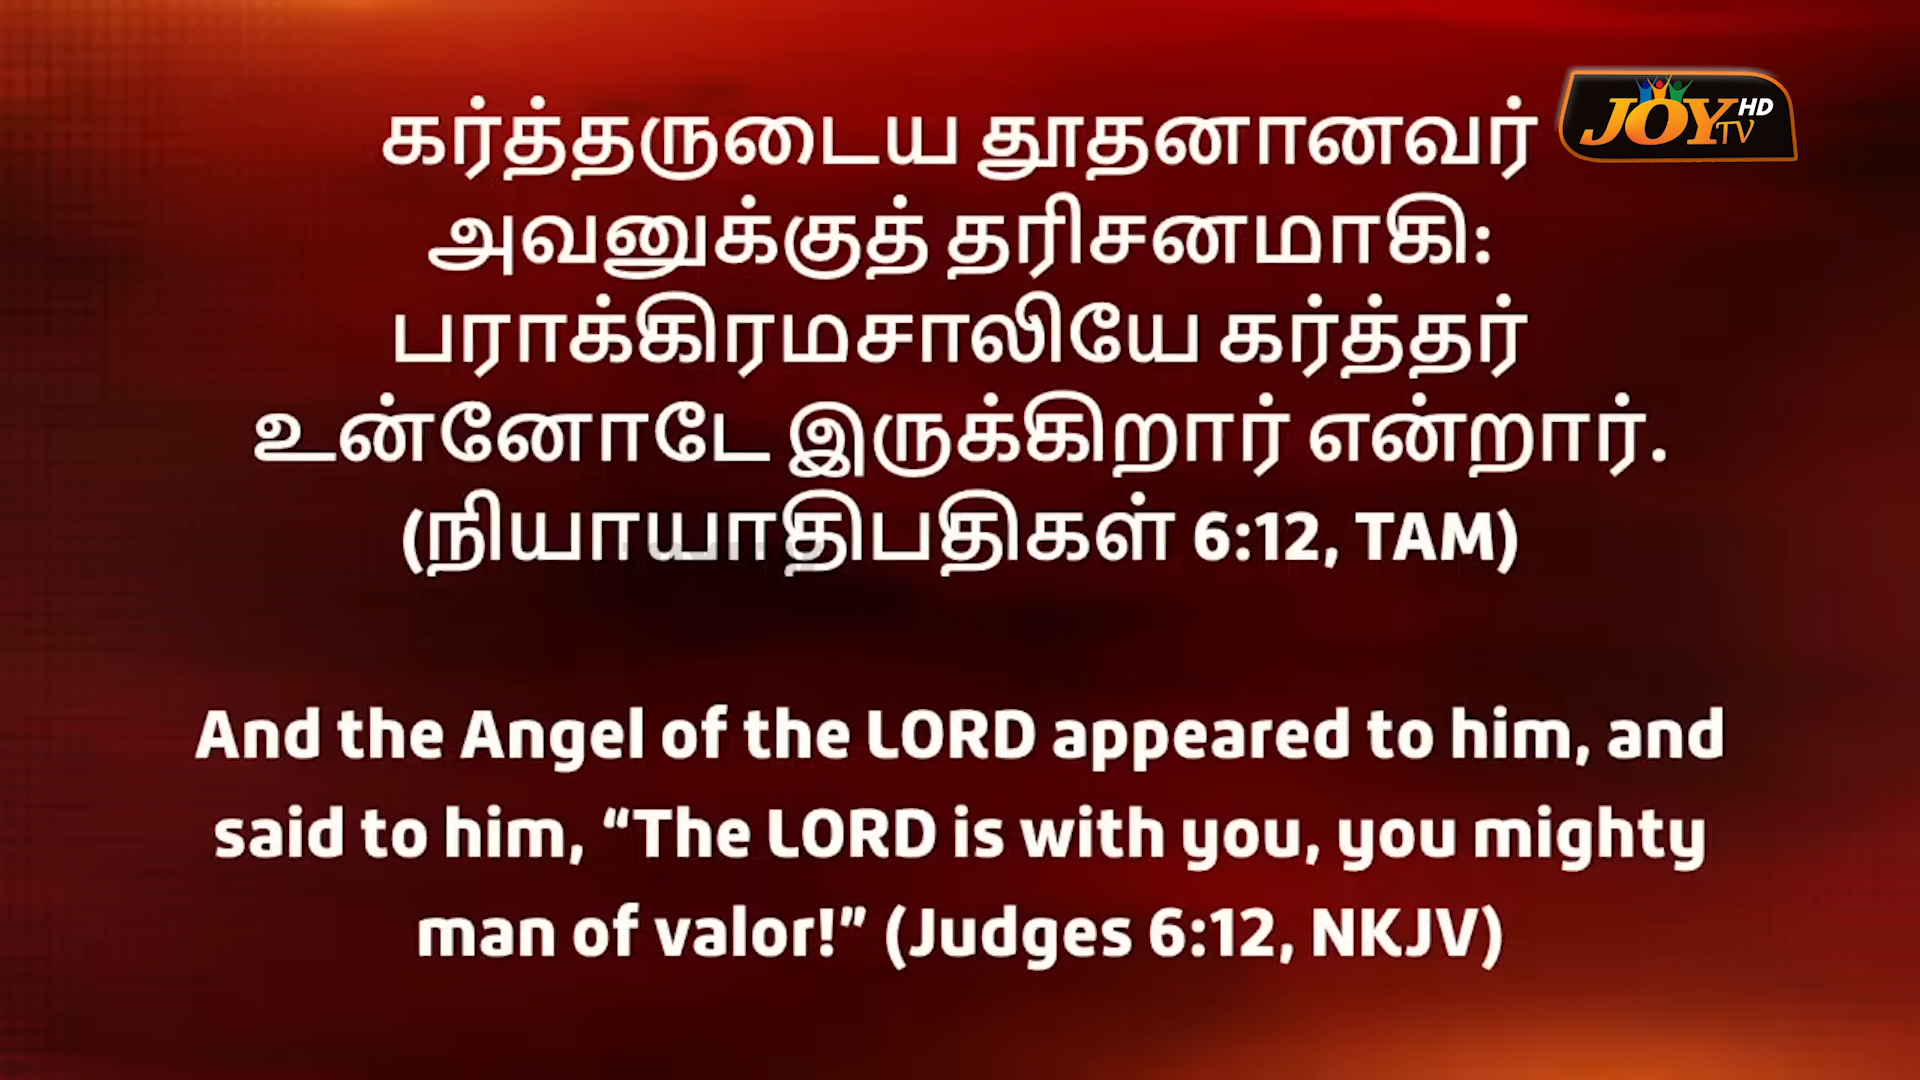 JOY TV HD
கர்த்தருடைய தூதனானவர்
அவனுக்குத் தரிசனமாகி:
பராக்கிரமசாலியே கர்த்தர்
உன்னோடே இருக்கிறார் என்றார்.
(நியாயாதிபதிகள் 6:12, TAM)
And the Angel of the LORD appeared to him, and
said to him, “The LORD is with you, you mighty
man of valor!” (Judges 6:12, NKJV)